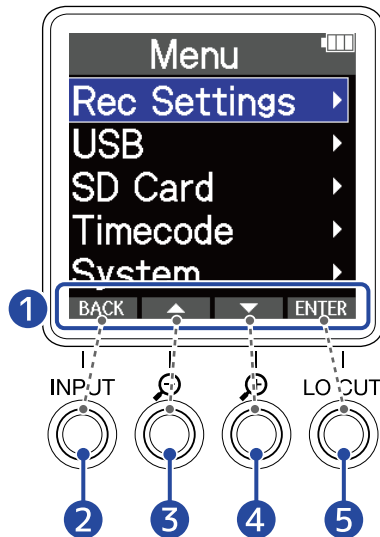 Menu
Rec Settings
USB
SD Card
Timecode
System
1
BACK ENTER
INPUT LO CUT
2 3 4 5